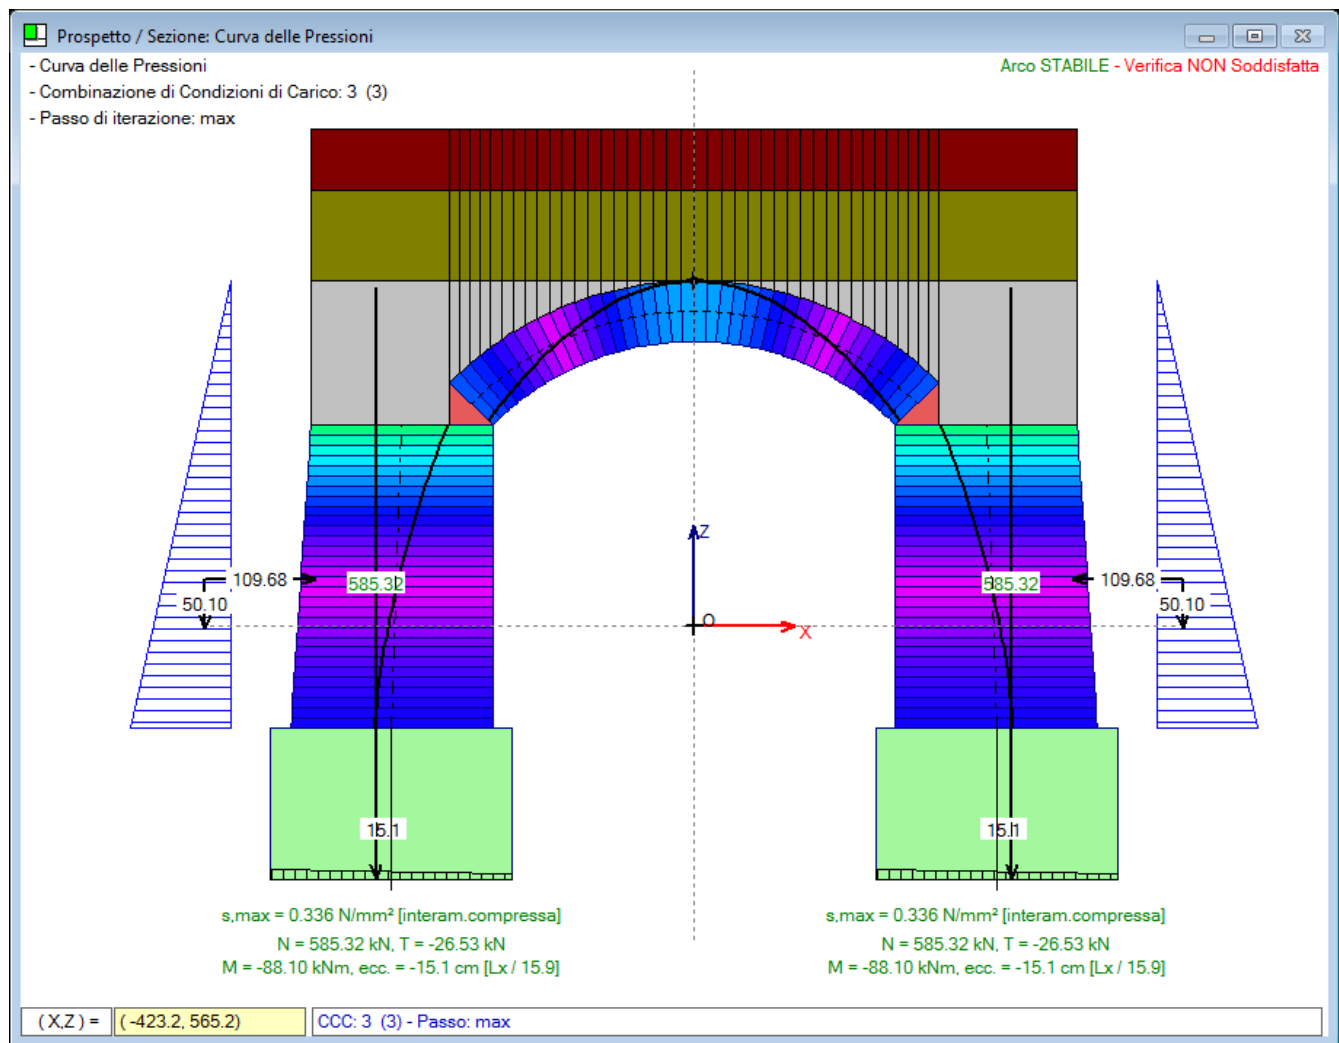 Prospetto / Sezione: Curva delle Pressioni
- Curva delle Pressioni
Arco STABILE - Verifica NON Soddisfatta
- Combinazione di Condizioni di Carico: 3 (3)
- Passo di iterazione: max
Z
109.68
585.32
585.32
109.68
50.10
50.10
O
X
15.1
15.1
s,max = 0.336 N/mm² [interam.compressa]
N = 585.32 kN, T = -26.53 kN
M = -88.10 kNm, ecc. = -15.1 cm [Lx / 15.9]
s,max = 0.336 N/mm² [interam.compressa]
N = 585.32 kN, T = -26.53 kN
M = -88.10 kNm, ecc. = -15.1 cm [Lx / 15.9]
( X,Z ) = ( -423.2, 565.2) CCC: 3 (3) - Passo: max